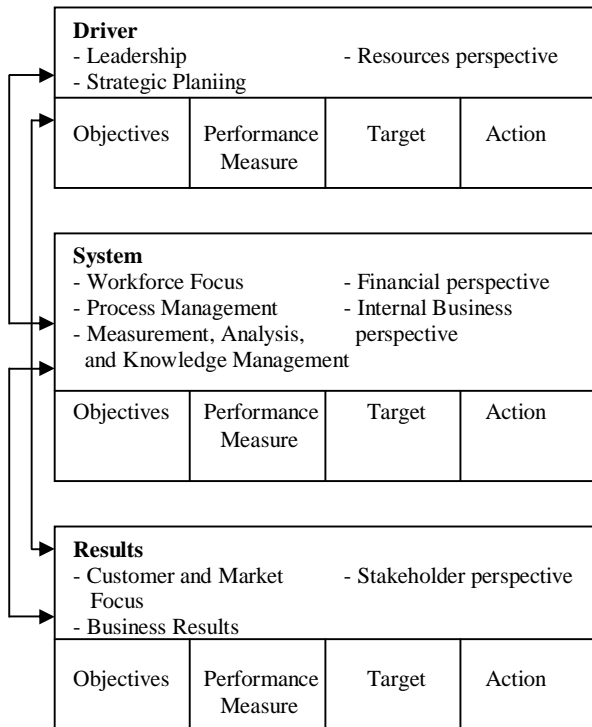 Driver
- Leadership - Resources perspective
- Strategic Planiing
Objectives Performance Target Action
Measure
System
- Workforce Focus - Financial perspective
- Process Management - Internal Business
- Measurement, Analysis, perspective
and Knowledge Management
Objectives Performance Target Action
Measure
Results
- Customer and Market - Stakeholder perspective
Focus
- Business Results
Objectives Performance Target Action
Measure